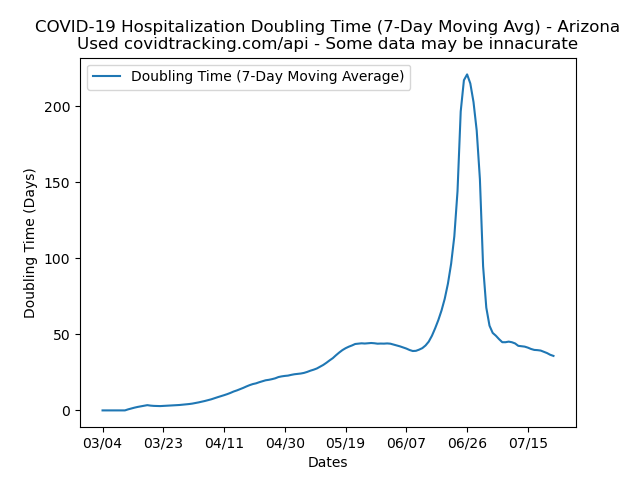 COVID-19 Hospitalization Doubling Time (7-Day Moving Avg) - Arizona
Used covidtracking.com/api - Some data may be innacurate
Doubling Time (7-Day Moving Average)
Doubling Time (Days)
200
150
100
50
0
03/04 03/23 04/11 04/30 05/19 06/07 06/26 07/15
Dates